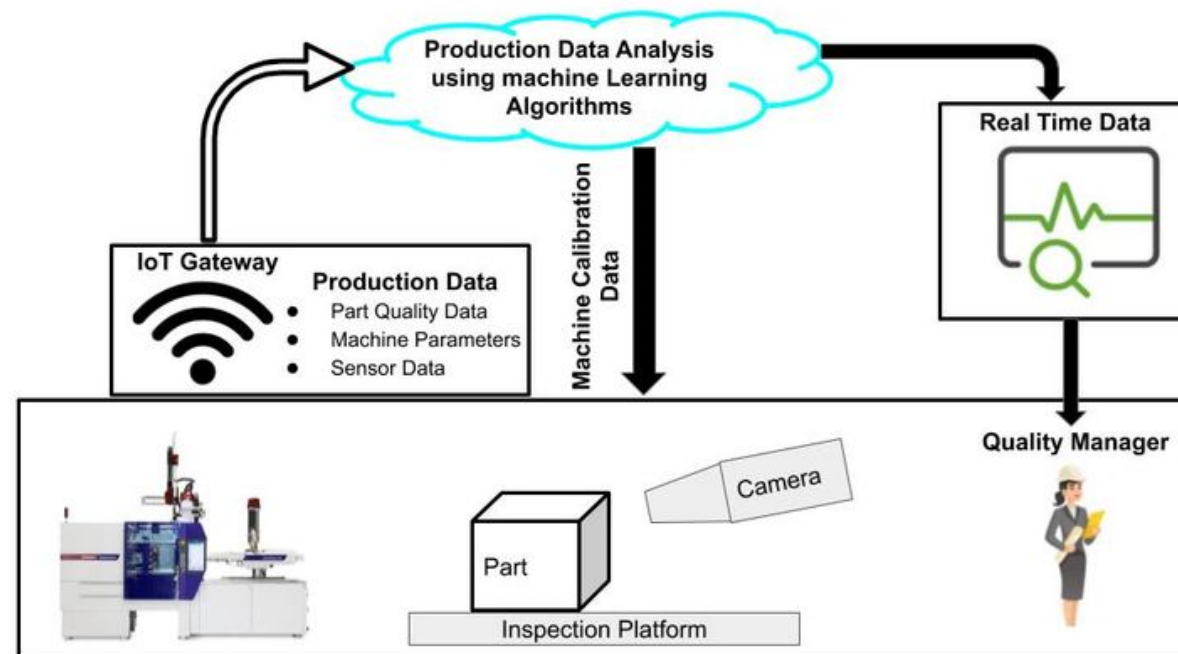 Production Data Analysis
using machine Learning
Algorithms
Real Time Data
IoT Gateway
Production Data
• Part Quality Data
• Machine Parameters
• Sensor Data
Machine Calibration
Data
Quality Manager
Camera
Part
Inspection Platform